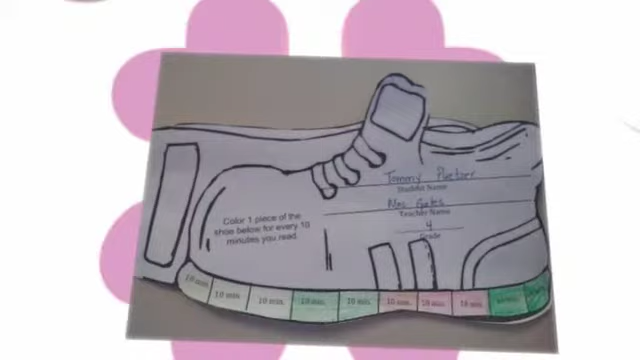 Tommy Pletzer
Student Name
Mrs. Gates
Teacher Name
4
Grade
Color 1 piece of the
shoe below for every 10
minutes you read.
10 min. 10 min. 10 min. 10 min. 10 min. 10 min. 10 min. 10 min.